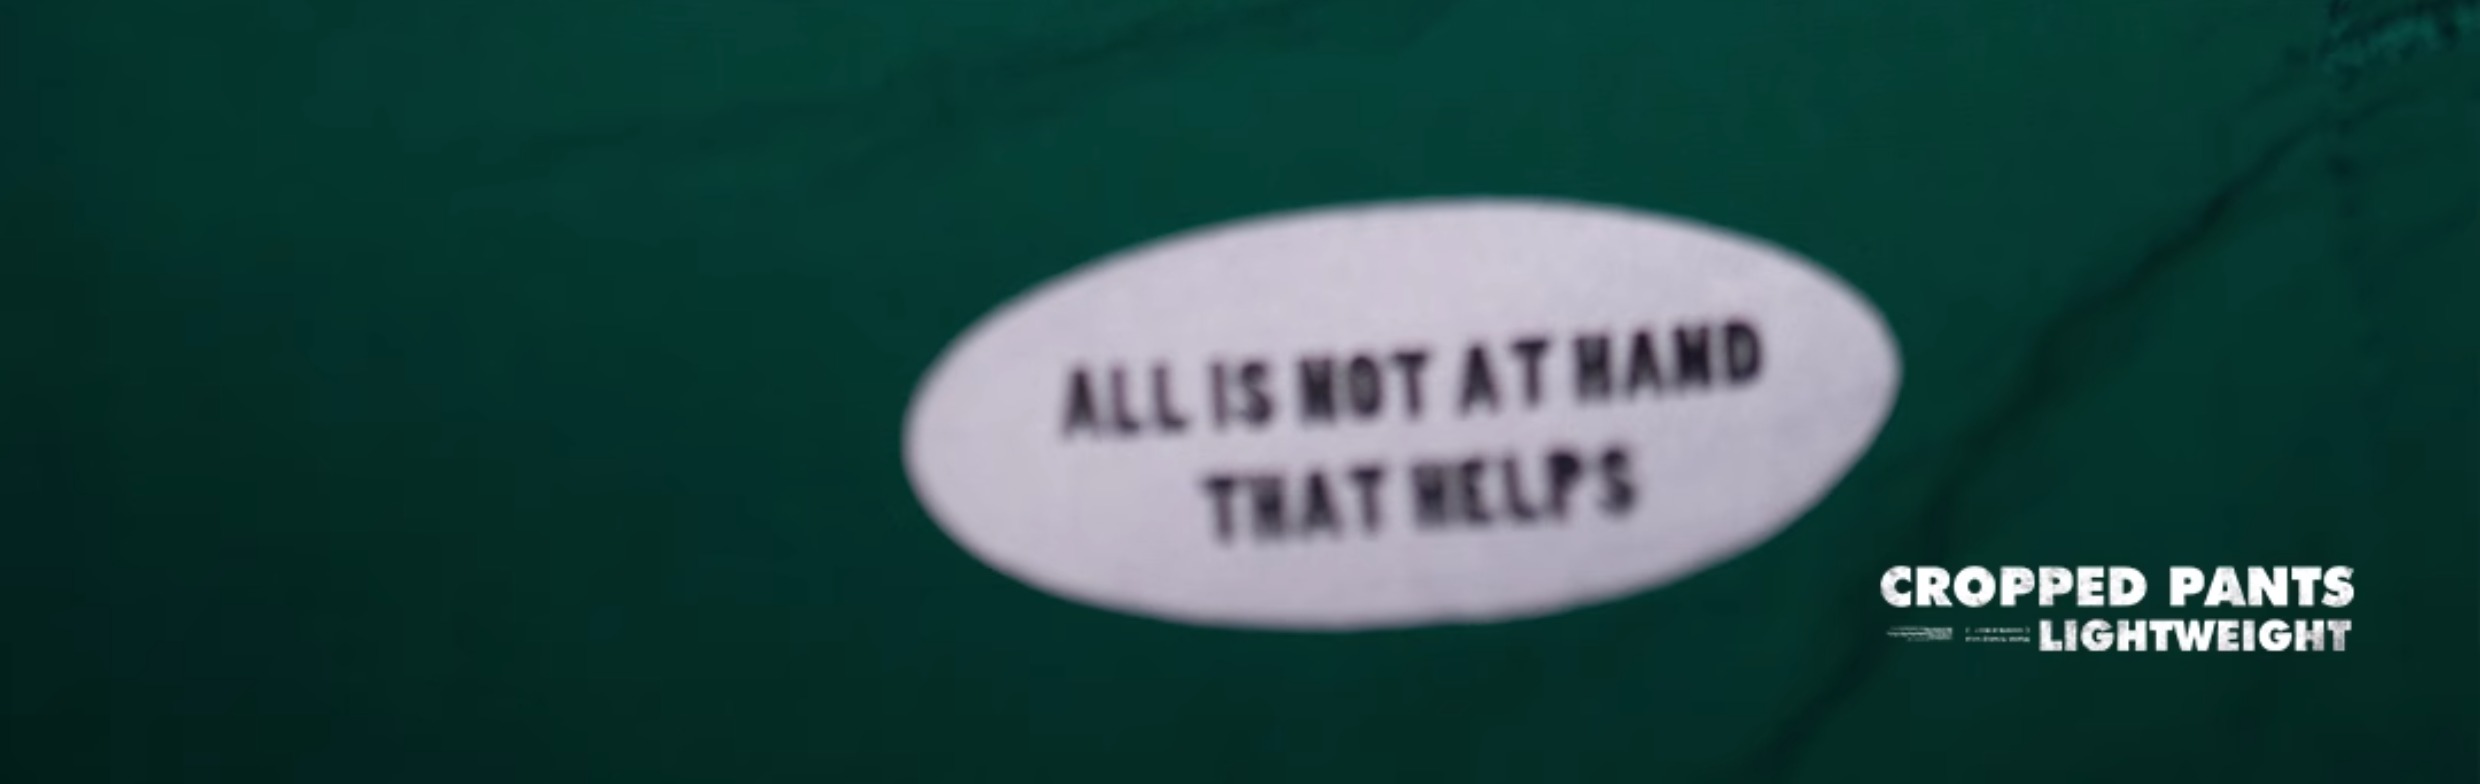 ALL IS NOT AT HAND
THAT HELPS
CROPPED PANTS
LIGHTWEIGHT